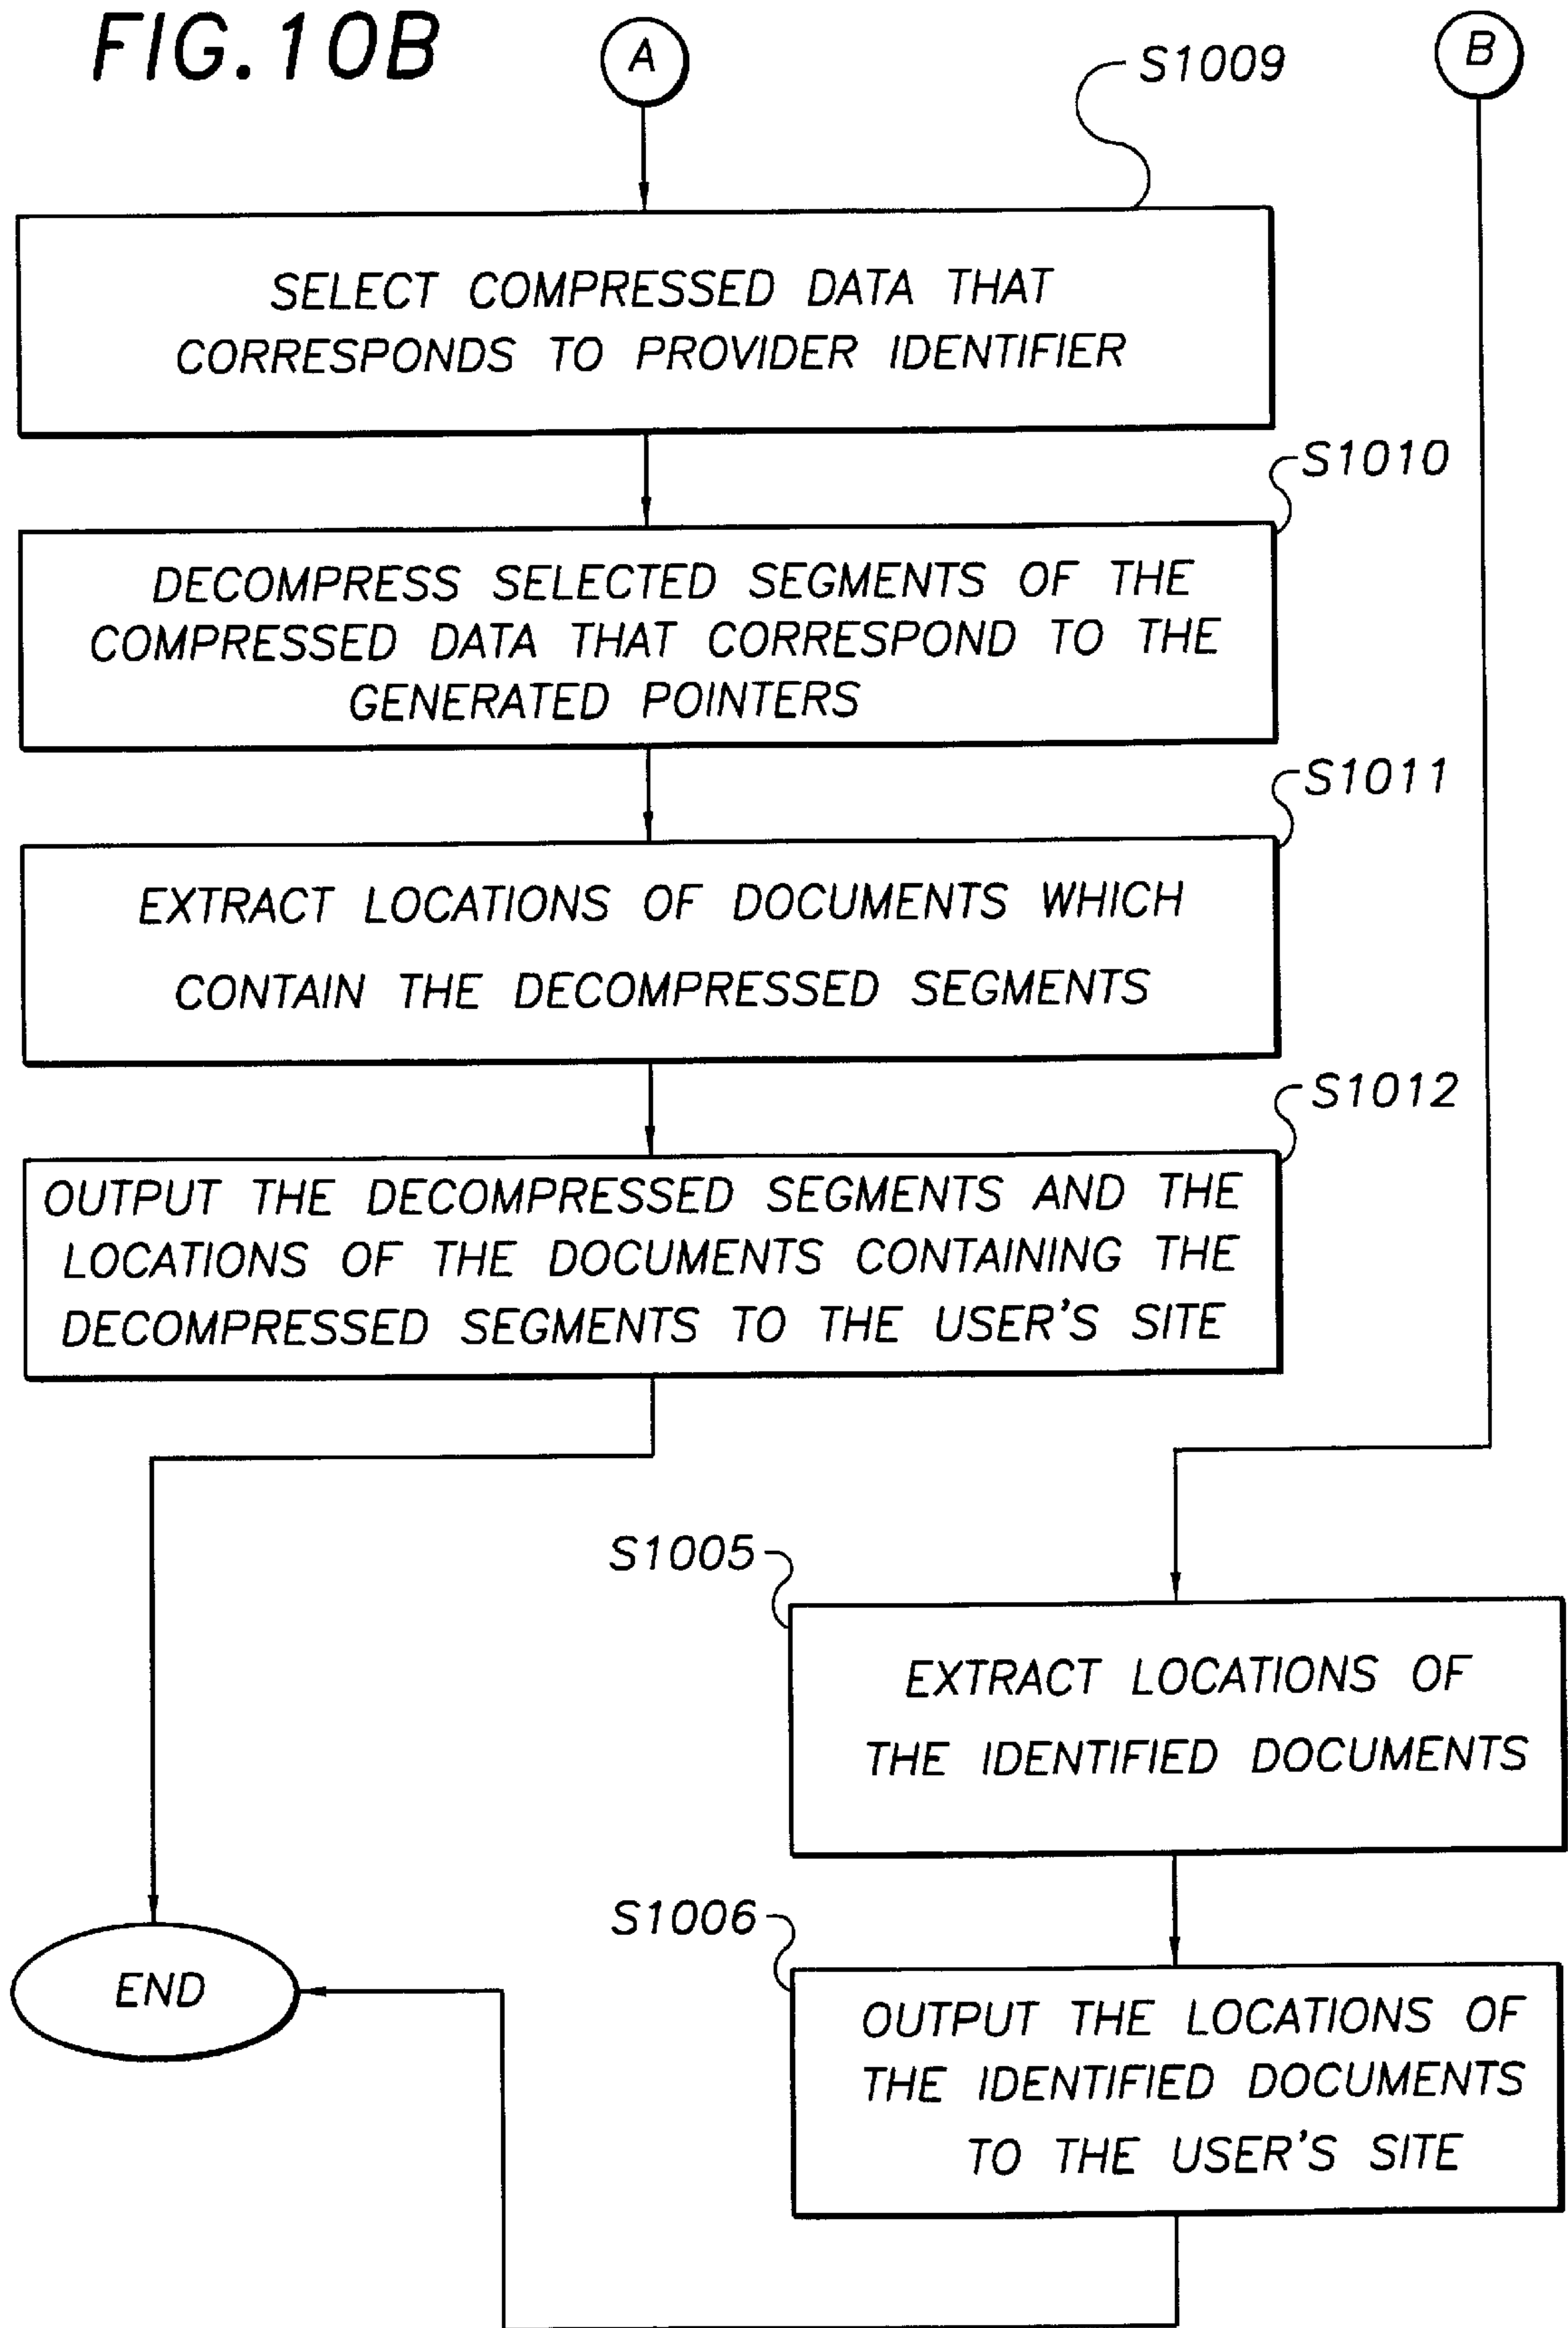 FIG.10B
A
S1009
B
SELECT COMPRESSED DATA THAT
CORRESPONDS TO PROVIDER IDENTIFIER
S1010
DECOMPRESS SELECTED SEGMENTS OF THE
COMPRESSED DATA THAT CORRESPOND TO THE
GENERATED POINTERS
S1011
EXTRACT LOCATIONS OF DOCUMENTS WHICH
CONTAIN THE DECOMPRESSED SEGMENTS
S1012
OUTPUT THE DECOMPRESSED SEGMENTS AND THE
LOCATIONS OF THE DOCUMENTS CONTAINING THE
DECOMPRESSED SEGMENTS TO THE USER'S SITE
S1005
EXTRACT LOCATIONS OF
THE IDENTIFIED DOCUMENTS
S1006
END
OUTPUT THE LOCATIONS OF
THE IDENTIFIED DOCUMENTS
TO THE USER'S SITE